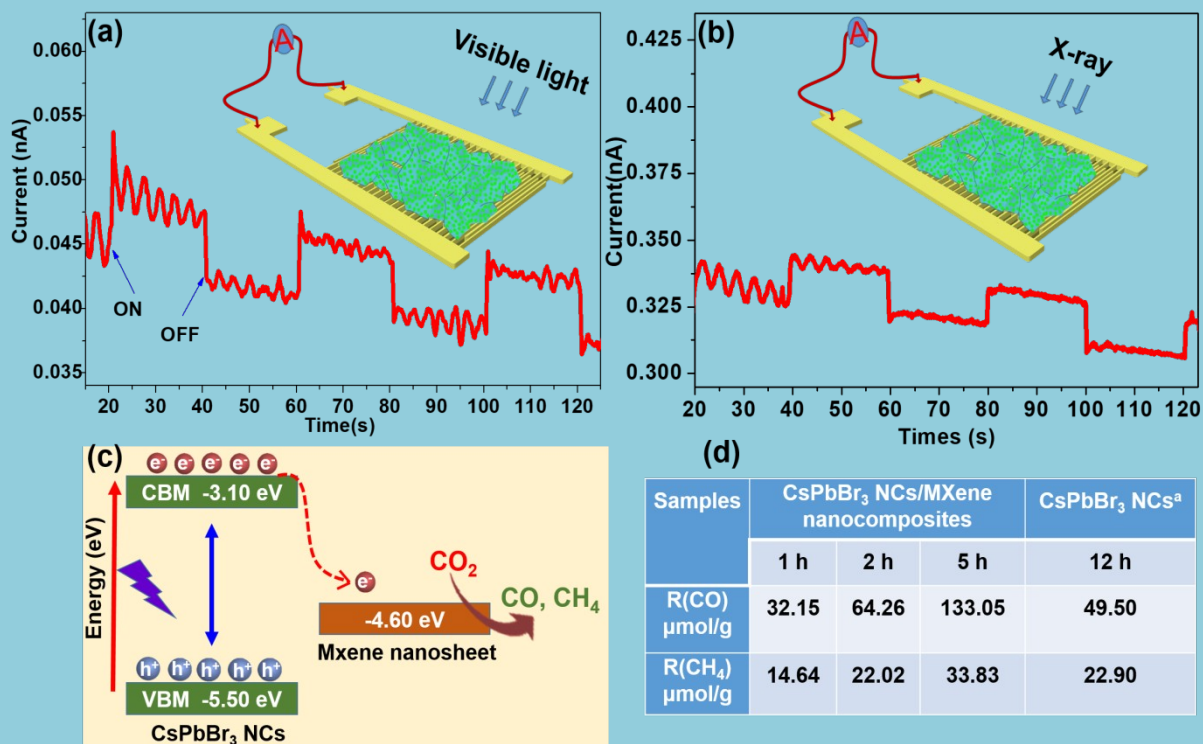 (a)
A
Visible light
0.060
0.055
0.050
0.045
0.040
0.035
Current (nA)
ON
OFF
20 30 40 50 60 70 80 90 100 110 120
Time(s)
(b)
A
X-ray
0.425
0.400
0.375
0.350
0.325
0.300
Current(nA)
20 30 40 50 60 70 80 90 100 110 120
Times (s)
(c)
Energy (eV)
e⁻ e⁻ e⁻ e⁻ e⁻
CBM -3.10 eV
e⁻
CO₂
CO, CH₄
-4.60 eV
Mxene nanosheet
h⁺ h⁺ h⁺ h⁺ h⁺
VBM -5.50 eV
CsPbBr₃ NCs
(d)
Samples
CsPbBr₃ NCs/MXene
nanocomposites
CsPbBr₃ NCsᵃ
1 h 2 h 5 h 12 h
R(CO)
μmol/g
32.15 64.26 133.05 49.50
R(CH₄)
μmol/g
14.64 22.02 33.83 22.90